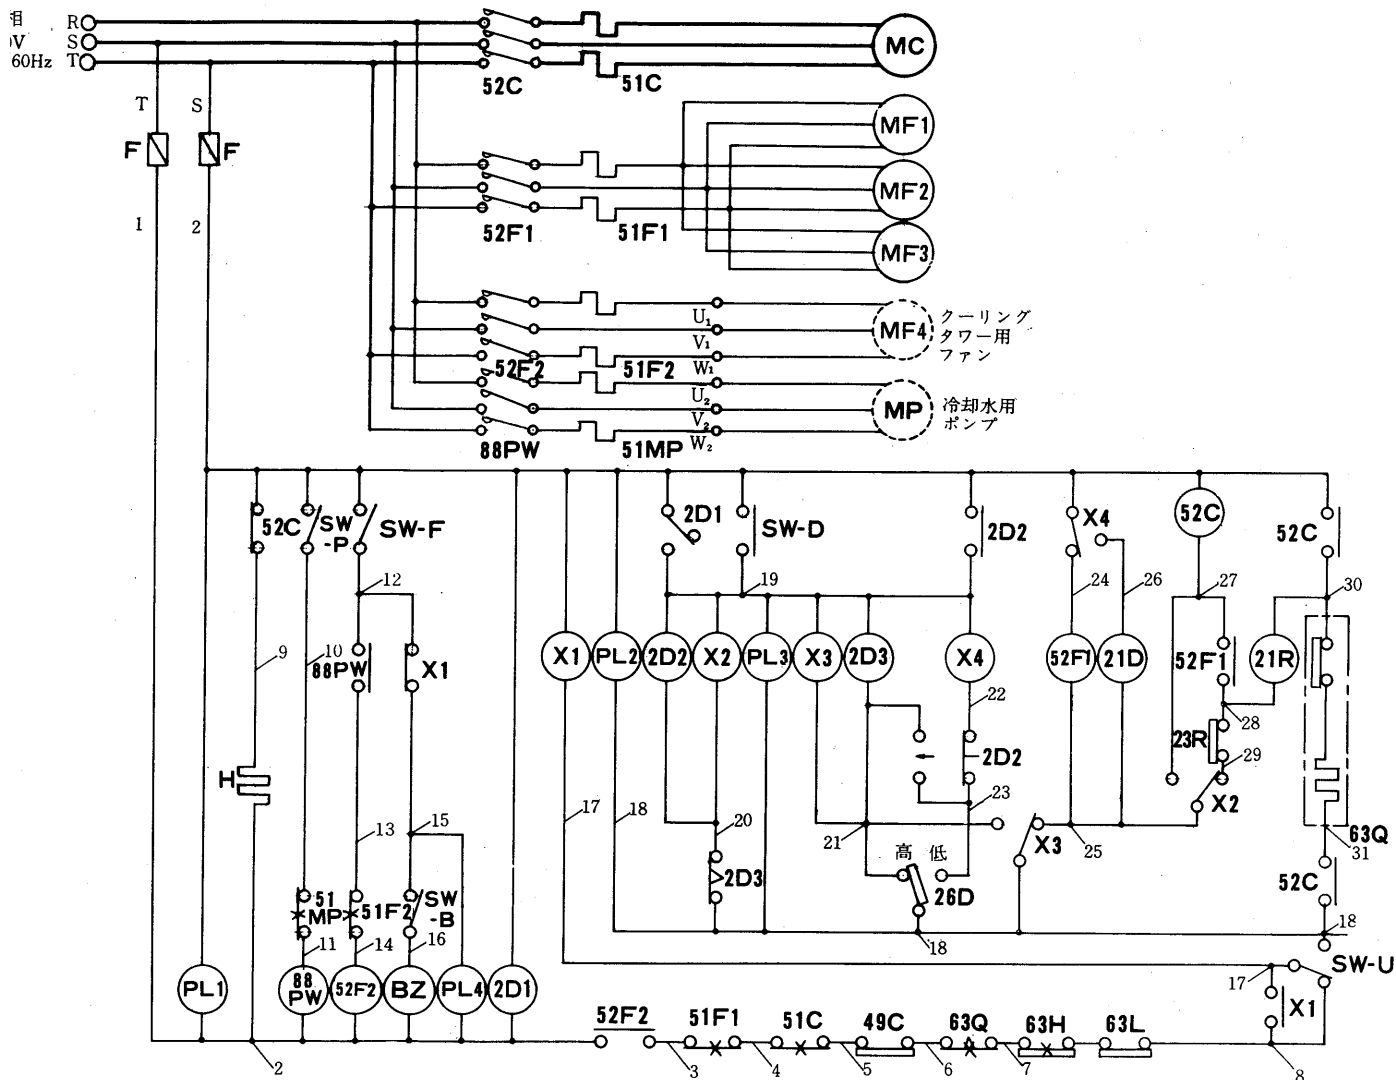 相 R
V S
60Hz T
52C 51C MC
T S
F F
1 2
52F1 51F1
MF1
MF2
MF3
U₁
V₁
W₁
52F2 51F2 MF4
クーリング
タワー用
ファン
U₂
V₂
W₂
88PW 51MP MP
冷却水用
ポンプ
52C SW-P SW-F 2D1 SW-D 2D2 X4 52C 52C
12 19 24 26 27 30
9 10 88PW X1
X1 PL2 2D2 X2 PL3 X3 2D3 X4 52F1 21D 52F1 21R
22 28
23R 29
H 2D2 X2
17 18 23
13 15 20 21 X3 25 63Q
31
高 低
51MP 51F2 SW-B 2D3 26D 52C
11 14 16 18 18
SW-U
17
PL1 88PW 52F2 BZ PL4 2D1 X1
52F2 51F1 51C 49C 63Q 63H 63L
2 3 4 5 6 7 8